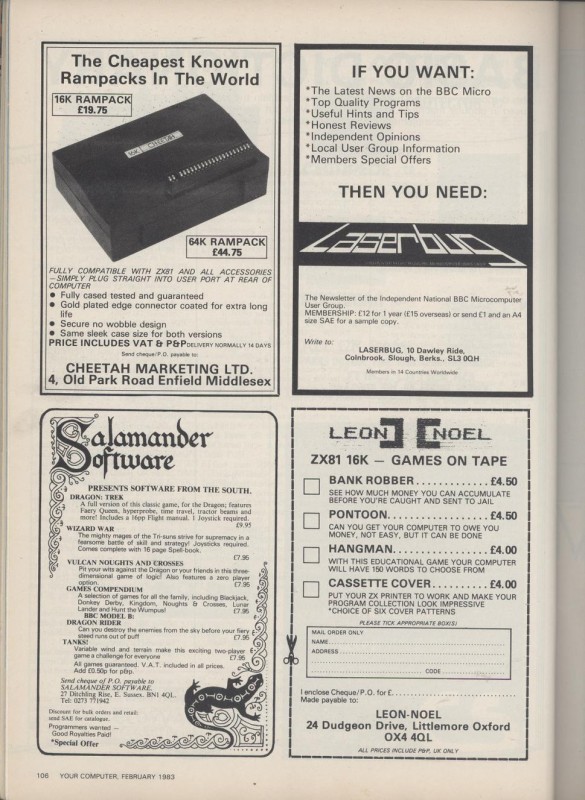 The Cheapest Known
Rampacks In The World
16K RAMPACK
£19.75
16K CHEETAH
64K RAMPACK
£44.75
FULLY COMPATIBLE WITH ZX81 AND ALL ACCESSORIES
—SIMPLY PLUG STRAIGHT INTO USER PORT AT REAR OF
COMPUTER
● Fully cased tested and guaranteed
● Gold plated edge connector coated for extra long
life
● Secure no wobble design
● Same sleek case size for both versions
PRICE INCLUDES VAT & P&P DELIVERY NORMALLY 14 DAYS
Send cheque/P.O. payable to:
CHEETAH MARKETING LTD.
4, Old Park Road Enfield Middlesex
IF YOU WANT:
*The Latest News on the BBC Micro
*Top Quality Programs
*Useful Hints and Tips
*Honest Reviews
*Independent Opinions
*Local User Group Information
*Members Special Offers
THEN YOU NEED:
Laserbug
The Newsletter of the Independent National BBC Microcomputer
User Group.
MEMBERSHIP: £12 for 1 year (£15 overseas) or send £1 and an A4
size SAE for a sample copy.
Write to:
LASERBUG, 10 Dawley Ride,
Colnbrook, Slough, Berks., SL3 0QH
Members in 14 Countries Worldwide
Salamander
Software
PRESENTS SOFTWARE FROM THE SOUTH.
DRAGON: TREK
A full version of this classic game, for the Dragon; features
Faery Queen, hyperprobe, time travel, tractor beams and
more! Includes a 16pp Flight manual. 1 Joystick required.
£9.95
WIZARD WAR
The mighty mages of the Tri-suns strive for supremacy in a
fearsome battle of skill and strategy! Joysticks required.
Comes complete with 16 page Spell-book.
£7.95
VULCAN NOUGHTS AND CROSSES
Pit your wits against the Dragon or your friends in this three-
dimensional game of logic! Also features a zero player
option.
£7.95
GAMES COMPENDIUM
A selection of games for all the family, including Blackjack,
Donkey Derby, Kingdom, Noughts & Crosses, Lunar
Lander and Hunt the Wumpus!
£7.95
BBC MODEL B:
DRAGON RIDER
Can you destroy the enemies from the sky before your fiery
steed runs out of puff
£7.95
TANKS!
Variable wind and terrain make this exciting two-player
game a challenge for everyone
£7.95
All games guaranteed. V.A.T. included in all prices.
Add £0.50p for p&p.
Send cheque of P.O. payable to
SALAMANDER SOFTWARE,
27 Ditchling Rise, E. Sussex. BN1 4QL.
Tel: 0273 771942
Discount for bulk orders and retail:
send SAE for catalogue.
Programmers wanted —
Good Royalties Paid!
*Special Offer
LEON NOEL
ZX81 16K — GAMES ON TAPE
BANK ROBBER............. £4.50
SEE HOW MUCH MONEY YOU CAN ACCUMULATE
BEFORE YOU'RE CAUGHT AND SENT TO JAIL
PONTOON.................. £4.50
CAN YOU GET YOUR COMPUTER TO OWE YOU
MONEY, NOT EASY, BUT IT CAN BE DONE
HANGMAN................. £4.00
WITH THIS EDUCATIONAL GAME YOUR COMPUTER
WILL HAVE 150 WORDS TO CHOOSE FROM
CASSETTE COVER.......... £4.00
PUT YOUR ZX PRINTER TO WORK AND MAKE YOUR
PROGRAM COLLECTION LOOK IMPRESSIVE
*CHOICE OF SIX COVER PATTERNS
PLEASE TICK APPROPRIATE BOX(S)
MAIL ORDER ONLY
NAME
ADDRESS
CODE
I enclose Cheque/P.O. for £
Made payable to:
LEON-NOEL
24 Dudgeon Drive, Littlemore Oxford
OX4 4QL
ALL PRICES INCLUDE P&P, UK ONLY
106 YOUR COMPUTER, FEBRUARY 1983